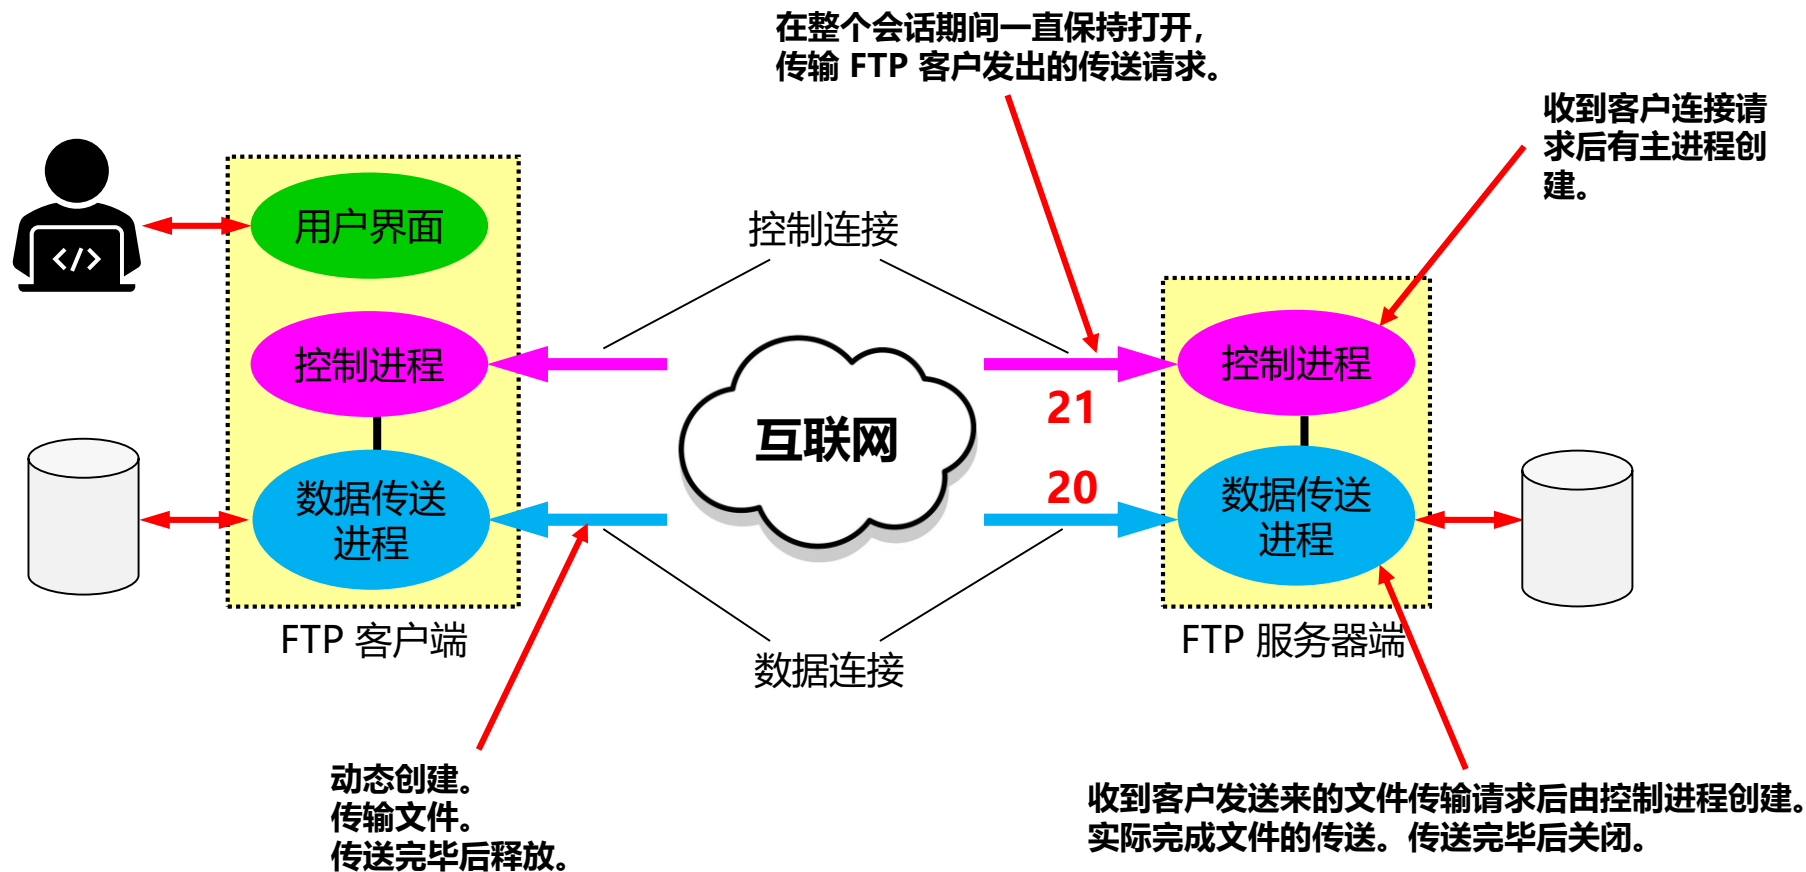 在整个会话期间一直保持打开，
传输 FTP 客户发出的传送请求。
收到客户连接请
求后有主进程创
建。
用户界面
控制连接
控制进程
控制进程
21
互联网
20
数据传送
进程
数据传送
进程
FTP 客户端
FTP 服务器端
数据连接
动态创建。
传输文件。
传送完毕后释放。
收到客户发送来的文件传输请求后由控制进程创建。
实际完成文件的传送。传送完毕后关闭。